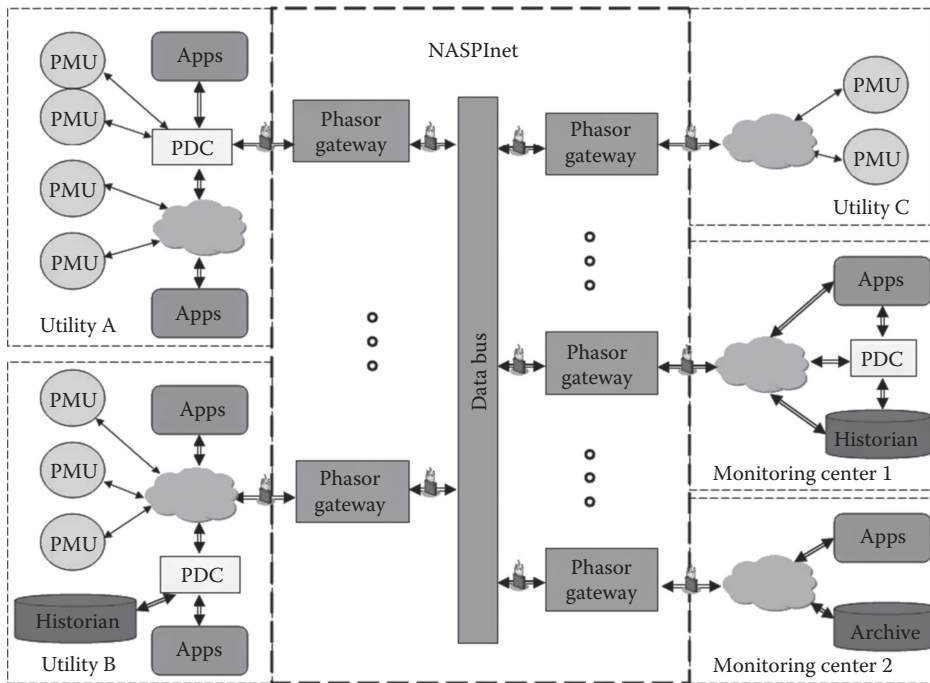 PMU
PMU
PMU
PMU
Apps
PDC
Apps
Utility A
PMU
PMU
PMU
Apps
PDC
Historian
Apps
Utility B
NASPInet
Phasor
gateway
Phasor
gateway
Data bus
Phasor
gateway
Phasor
gateway
Phasor
gateway
PMU
PMU
Utility C
Apps
PDC
Historian
Monitoring center 1
Apps
Archive
Monitoring center 2